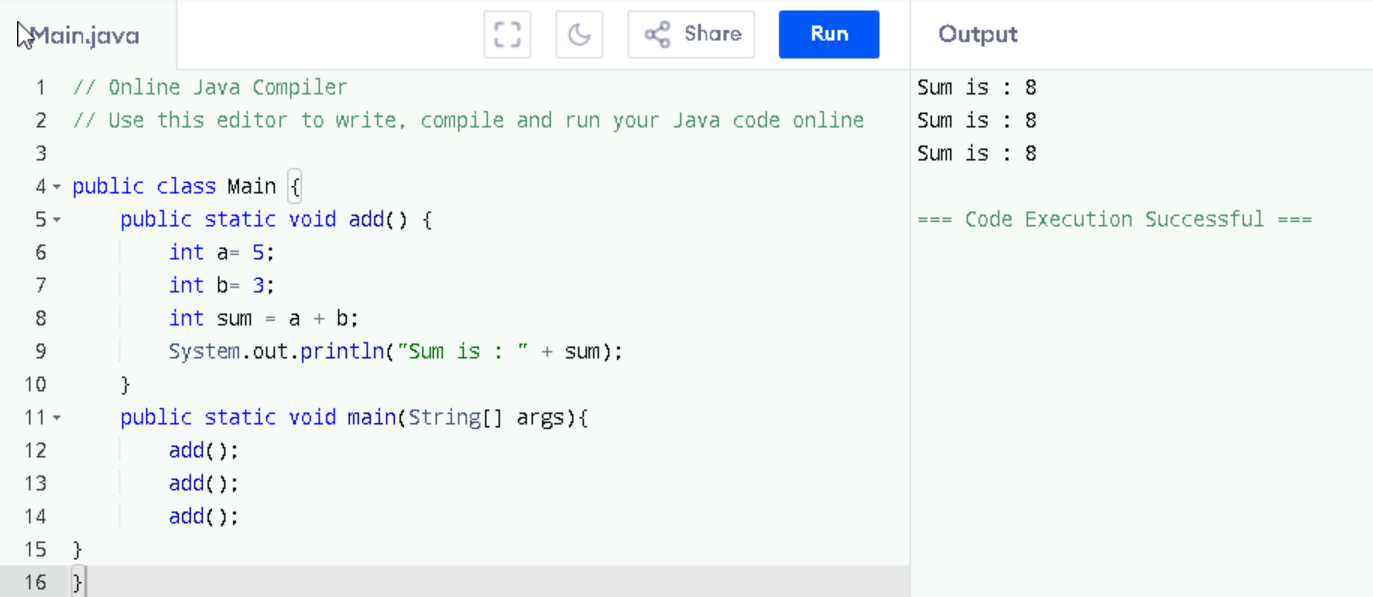 Main.java
Share
Run
Output
1 // Online Java Compiler
2 // Use this editor to write, compile and run your Java code online
3
4 public class Main {
5 public static void add() {
6 int a= 5;
7 int b= 3;
8 int sum = a + b;
9 System.out.println("Sum is : " + sum);
10 }
11 public static void main(String[] args){
12 add();
13 add();
14 add();
15 }
16 }
Sum is : 8
Sum is : 8
Sum is : 8
=== Code Execution Successful ===